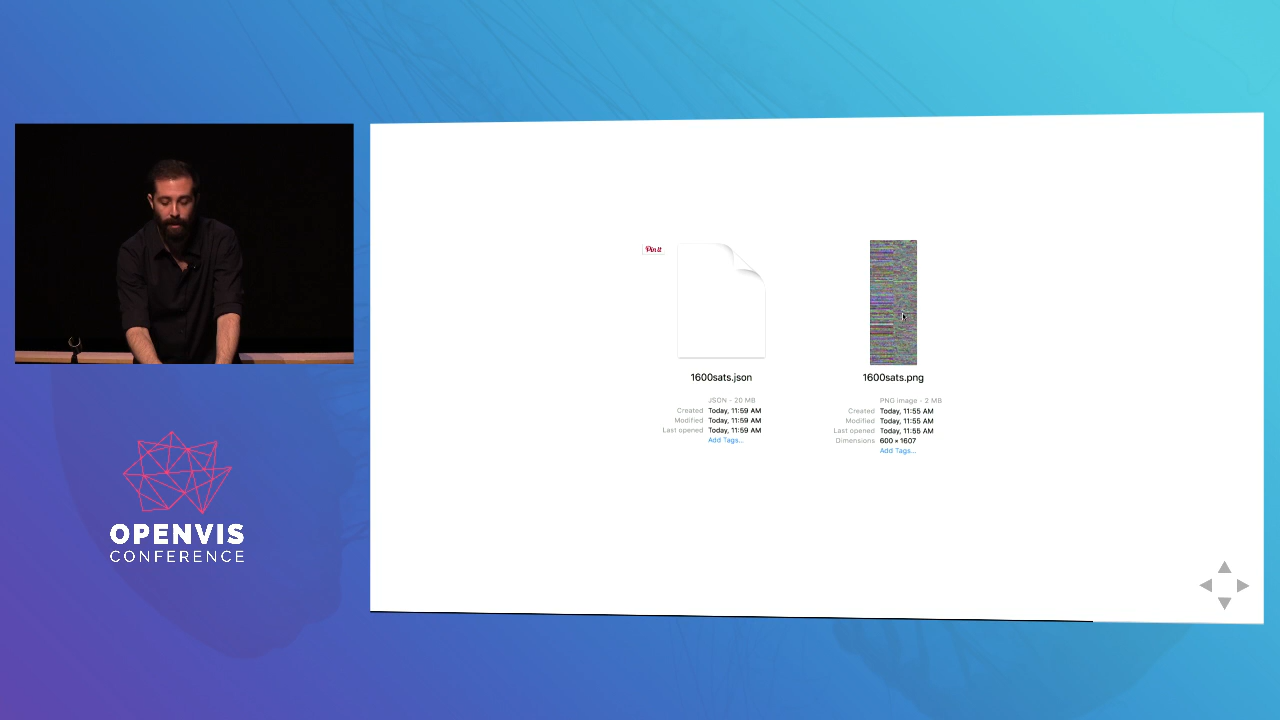 Pin it
1600sats.json
JSON - 20 MB
Created Today, 11:59 AM
Modified Today, 11:59 AM
Last opened Today, 11:59 AM
Add Tags...
1600sats.png
PNG image - 2 MB
Created Today, 11:55 AM
Modified Today, 11:55 AM
Last opened Today, 11:55 AM
Dimensions 600 × 1607
Add Tags...
OPENVIS
CONFERENCE